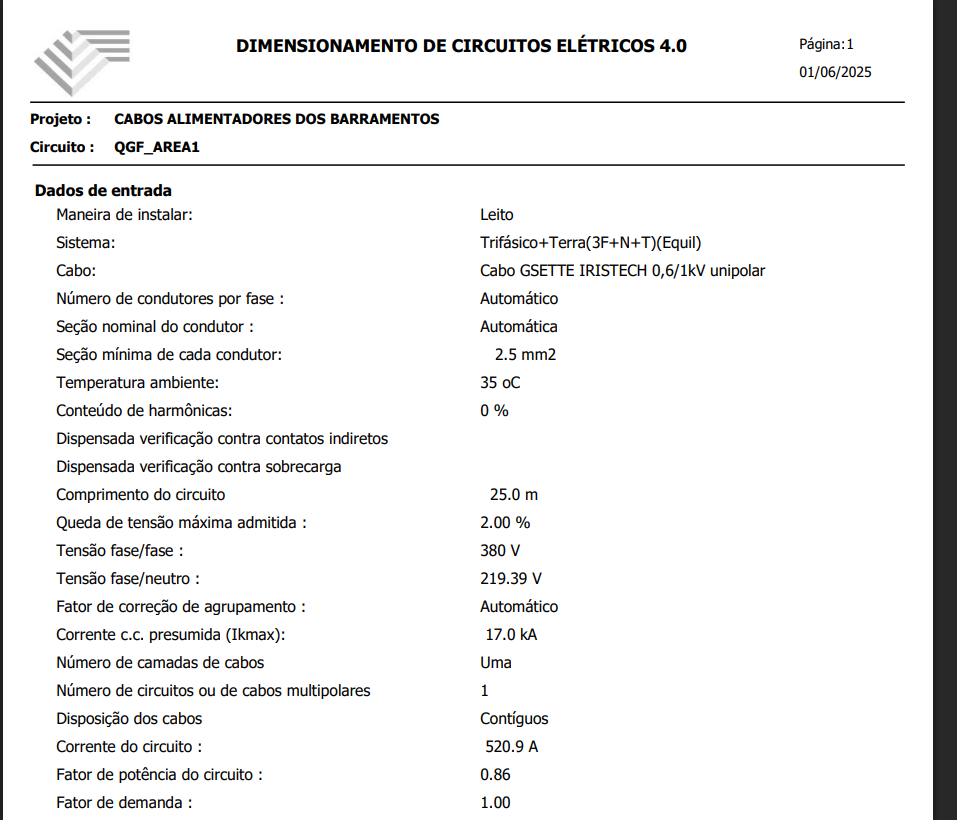 DIMENSIONAMENTO DE CIRCUITOS ELÉTRICOS 4.0
Página:1
01/06/2025
Projeto : CABOS ALIMENTADORES DOS BARRAMENTOS
Circuito : QGF_AREA1
Dados de entrada
Maneira de instalar: Leito
Sistema: Trifásico+Terra(3F+N+T)(Equil)
Cabo: Cabo GSETTE IRISTECH 0,6/1kV unipolar
Número de condutores por fase : Automático
Seção nominal do condutor : Automática
Seção mínima de cada condutor: 2.5 mm2
Temperatura ambiente: 35 oC
Conteúdo de harmônicas: 0 %
Dispensada verificação contra contatos indiretos
Dispensada verificação contra sobrecarga
Comprimento do circuito 25.0 m
Queda de tensão máxima admitida : 2.00 %
Tensão fase/fase : 380 V
Tensão fase/neutro : 219.39 V
Fator de correção de agrupamento : Automático
Corrente c.c. presumida (Ikmax): 17.0 kA
Número de camadas de cabos Uma
Número de circuitos ou de cabos multipolares 1
Disposição dos cabos Contíguos
Corrente do circuito : 520.9 A
Fator de potência do circuito : 0.86
Fator de demanda : 1.00